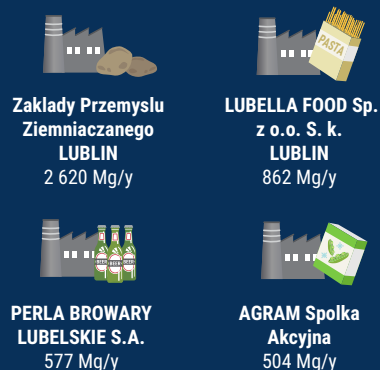 PASTA
Zaklady Przemyslu
Ziemniaczanego
LUBLIN
2 620 Mg/y
LUBELLA FOOD Sp.
z o.o. S. k.
LUBLIN
862 Mg/y
PERLA BROWARY
LUBELSKIE S.A.
577 Mg/y
AGRAM Spolka
Akcyjna
504 Mg/y